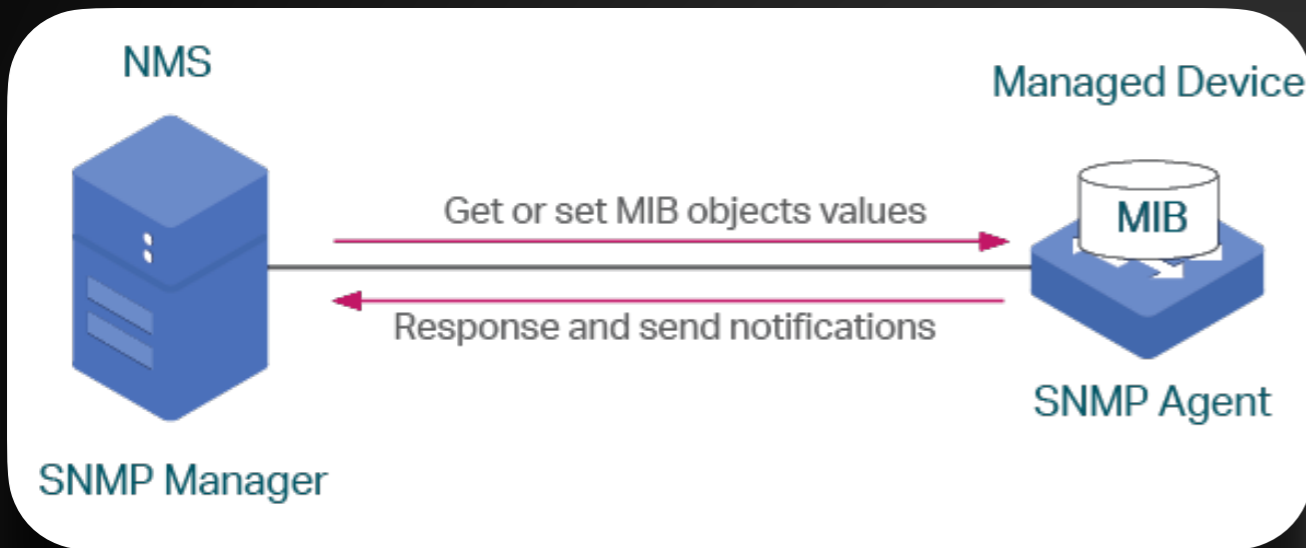 NMS
Managed Device
Get or set MIB objects values
MIB
Response and send notifications
SNMP Agent
SNMP Manager